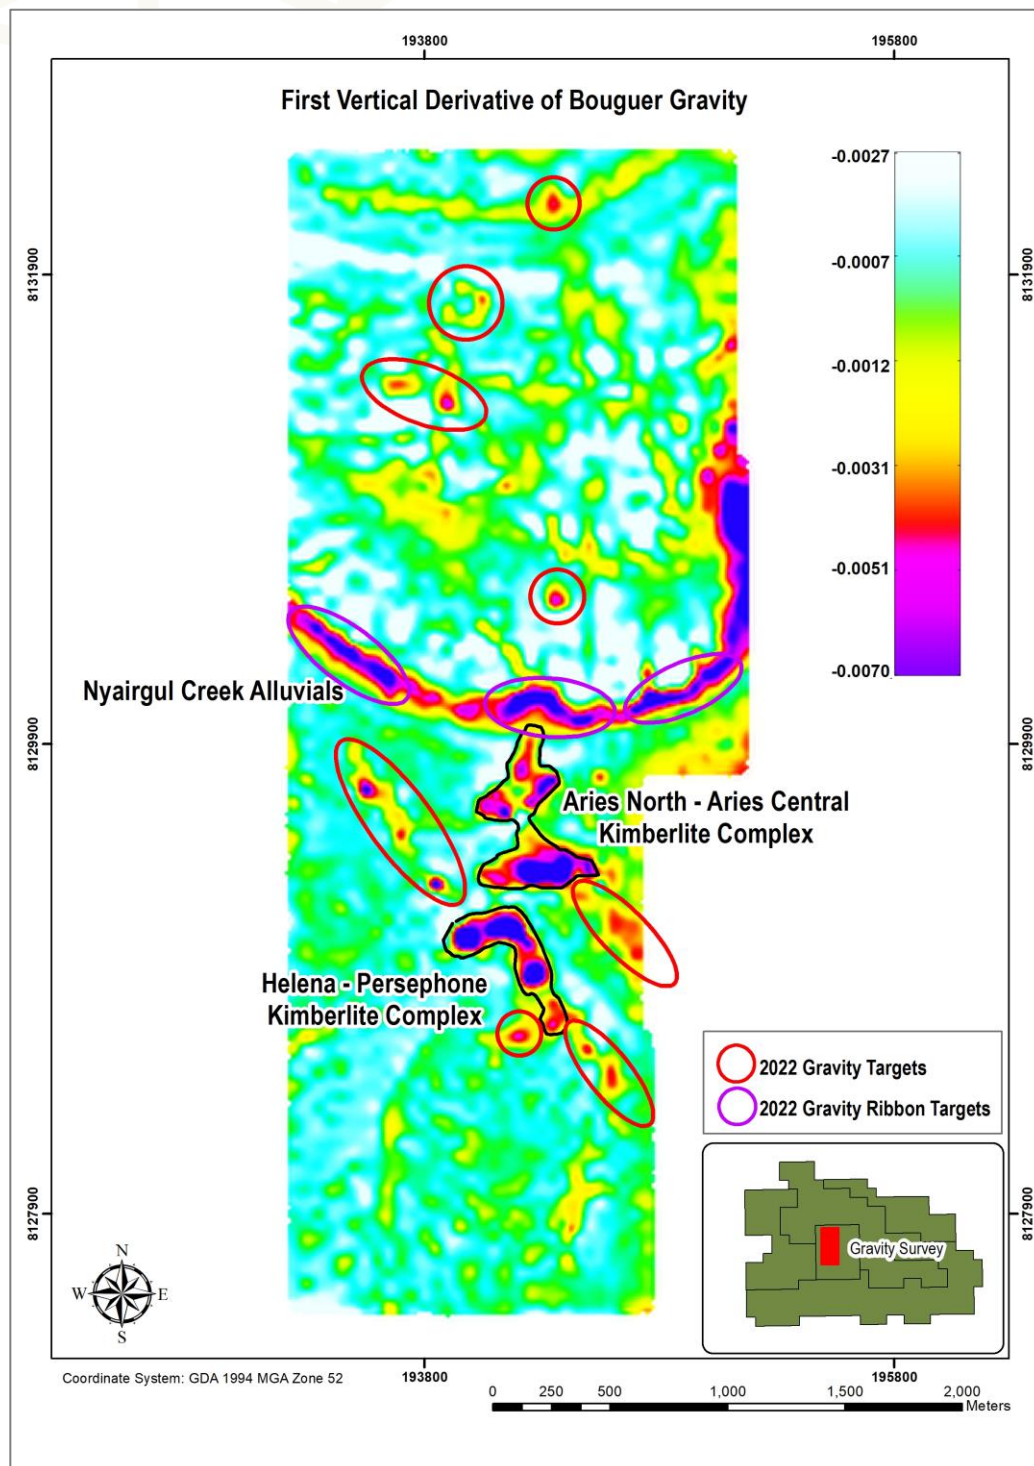 193800
195800
First Vertical Derivative of Bouguer Gravity
-0.0027
-0.0007
-0.0012
-0.0031
-0.0051
-0.0070
8131900
8131900
Nyairgul Creek Alluvials
8129900
8129900
Aries North - Aries Central
Kimberlite Complex
Helena - Persephone
Kimberlite Complex
2022 Gravity Targets
2022 Gravity Ribbon Targets
8127900
8127900
Gravity Survey
N
W
E
S
Coordinate System: GDA 1994 MGA Zone 52
193800
195800
0 250 500 1,000 1,500 2,000
Meters